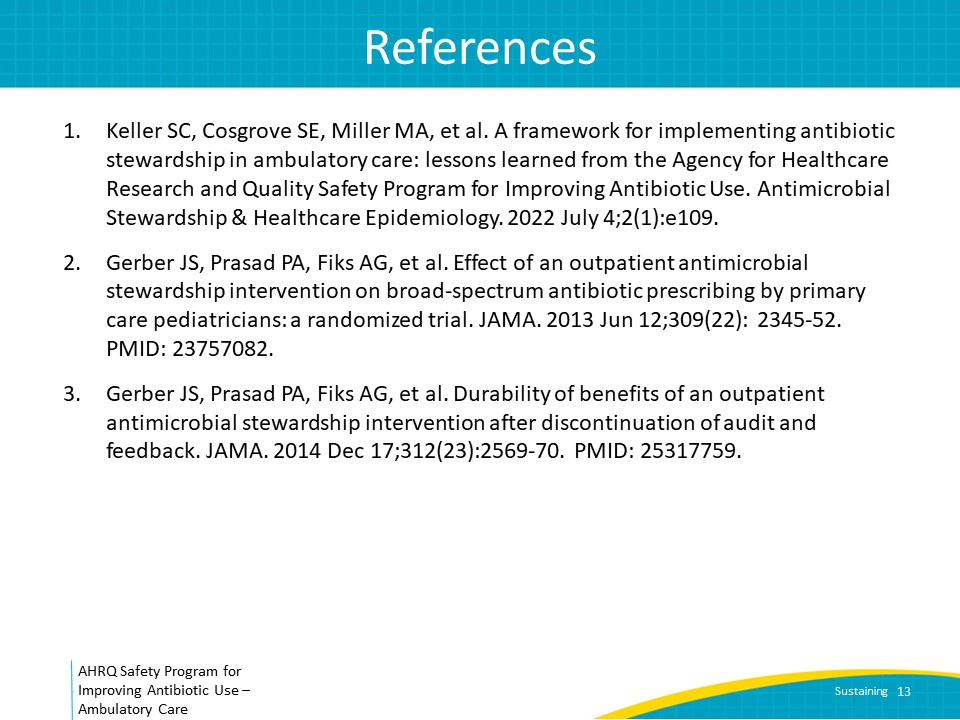 References
1. Keller SC, Cosgrove SE, Miller MA, et al. A framework for implementing antibiotic
stewardship in ambulatory care: lessons learned from the Agency for Healthcare
Research and Quality Safety Program for Improving Antibiotic Use. Antimicrobial
Stewardship & Healthcare Epidemiology. 2022 July 4;2(1):e109.
2. Gerber JS, Prasad PA, Fiks AG, et al. Effect of an outpatient antimicrobial
stewardship intervention on broad-spectrum antibiotic prescribing by primary
care pediatricians: a randomized trial. JAMA. 2013 Jun 12;309(22): 2345-52.
PMID: 23757082.
3. Gerber JS, Prasad PA, Fiks AG, et al. Durability of benefits of an outpatient
antimicrobial stewardship intervention after discontinuation of audit and
feedback. JAMA. 2014 Dec 17;312(23):2569-70. PMID: 25317759.
AHRQ Safety Program for
Improving Antibiotic Use –
Ambulatory Care
Sustaining 13